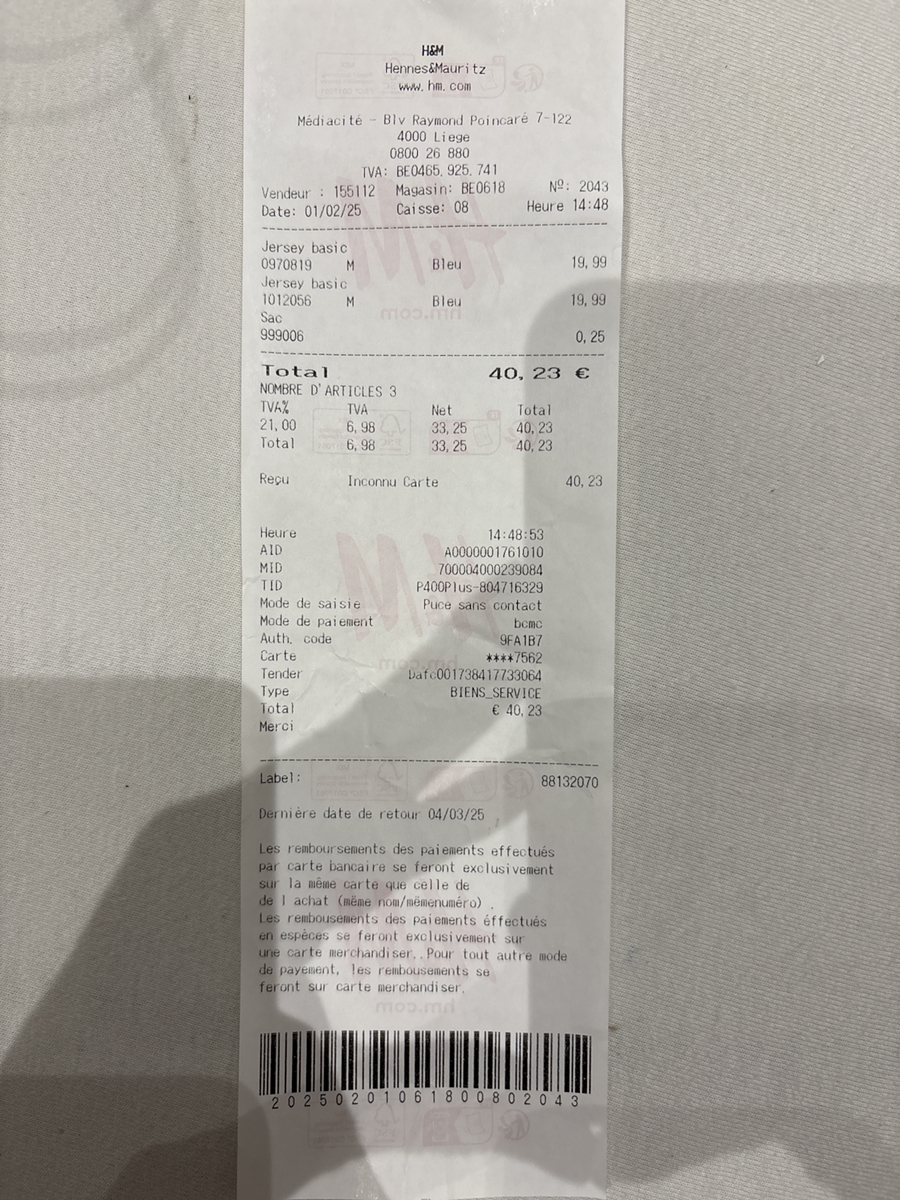 H&M
Hennes&Mauritz
www.hm.com
Médiacité - Blv Raymond Poincaré 7-122
4000 Liege
0800 26 880
TVA: BE0465.925.741
Vendeur : 155112 Magasin: BE0618 Nº: 2043
Date: 01/02/25 Caisse: 08 Heure 14:48
Jersey basic
0970819 M Bleu 19,99
Jersey basic
1012056 M Bleu 19,99
Sac
999006 0,25
Total 40,23 €
NOMBRE D'ARTICLES 3
TVA% TVA Net Total
21,00 6,98 33,25 40,23
Total 6,98 33,25 40,23
Reçu Inconnu Carte 40,23
Heure 14:48:53
AID A0000001761010
MID 700004000239084
TID P400Plus-804716329
Mode de saisie Puce sans contact
Mode de paiement bcmc
Auth. code 9FA1B7
Carte ****7562
Tender Dafc001738417733064
Type BIENS_SERVICE
Total € 40,23
Merci
Label: 88132070
Dernière date de retour 04/03/25
Les remboursements des paiements effectués
par carte bancaire se feront exclusivement
sur la même carte que celle de
de l achat (même nom/mêmenuméro) .
Les rembousements des paiements éffectués
en espèces se feront exclusivement sur
une carte merchandiser..Pour tout autre mode
de payement, les rembousements se
feront sur carte merchandiser.
2025020106180080 2043